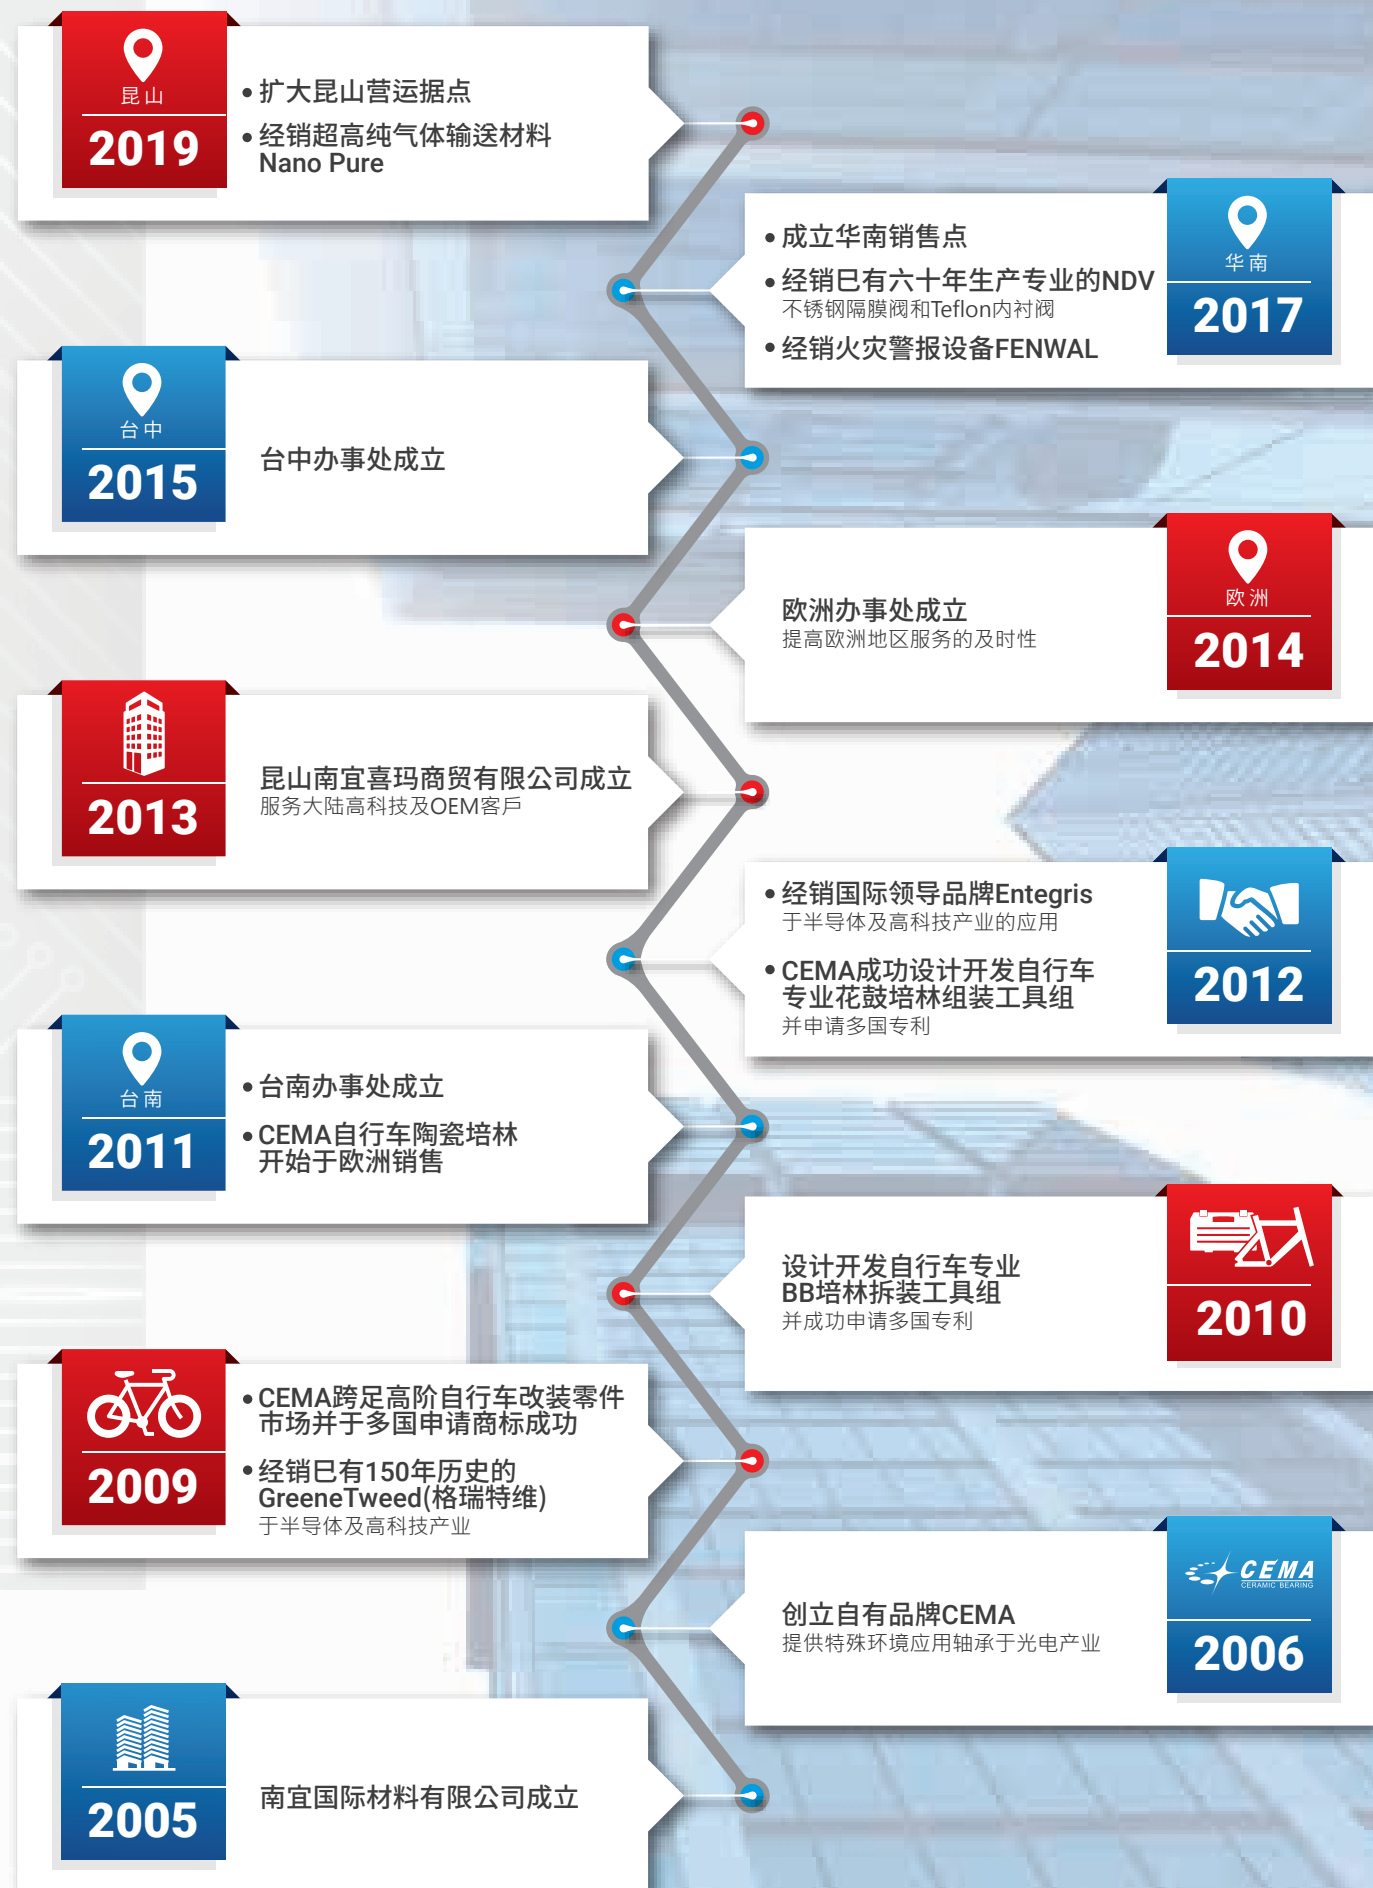 昆山
2019
扩大昆山营运据点
经销超高纯气体输送材料
Nano Pure
华南
2017
成立华南销售点
经销巳有六十年生产专业的NDV
不锈钢隔膜阀和Teflon内衬阀
经销火灾警报设备FENWAL
台中
2015
台中办事处成立
欧洲
2014
欧洲办事处成立
提高欧洲地区服务的及时性
2013
昆山南宜喜玛商贸有限公司成立
服务大陆高科技及OEM客戶
2012
经销国际领导品牌Entegris
于半导体及高科技产业的应用
CEMA成功设计开发自行车
专业花鼓培林组装工具组
并申请多国专利
台南
2011
台南办事处成立
CEMA自行车陶瓷培林
开始于欧洲销售
2010
设计开发自行车专业
BB培林拆装工具组
并成功申请多国专利
2009
CEMA跨足高阶自行车改装零件
市场并于多国申请商标成功
经销巳有150年历史的
GreeneTweed(格瑞特维)
于半导体及高科技产业
CEMA
CERAMIC BEARING
2006
创立自有品牌CEMA
提供特殊环境应用轴承于光电产业
2005
南宜国际材料有限公司成立